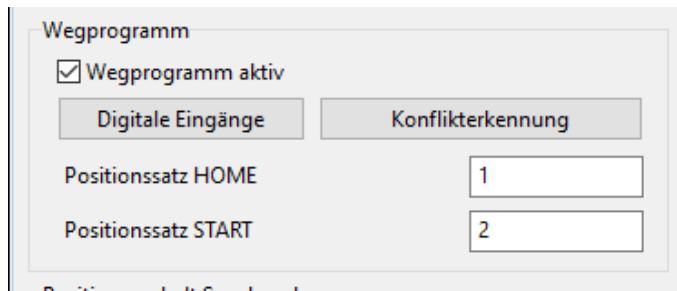 Wegprogramm
Wegprogramm aktiv
Digitale Eingänge Konflikterkennung
Positionssatz HOME 1
Positionssatz START 2